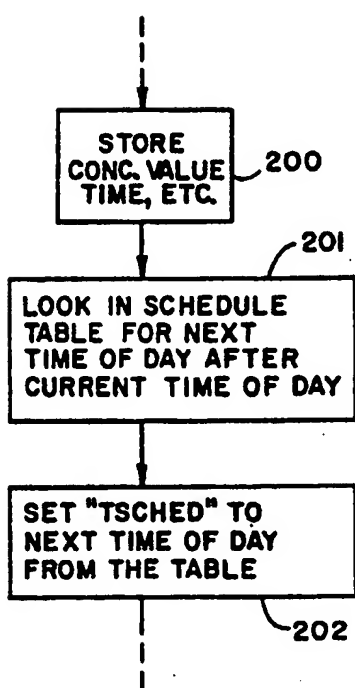 STORE
CONC. VALUE
TIME, ETC.
200
201
LOOK IN SCHEDULE
TABLE FOR NEXT
TIME OF DAY AFTER
CURRENT TIME OF DAY
SET "TSCHED" TO
NEXT TIME OF DAY
FROM THE TABLE
202